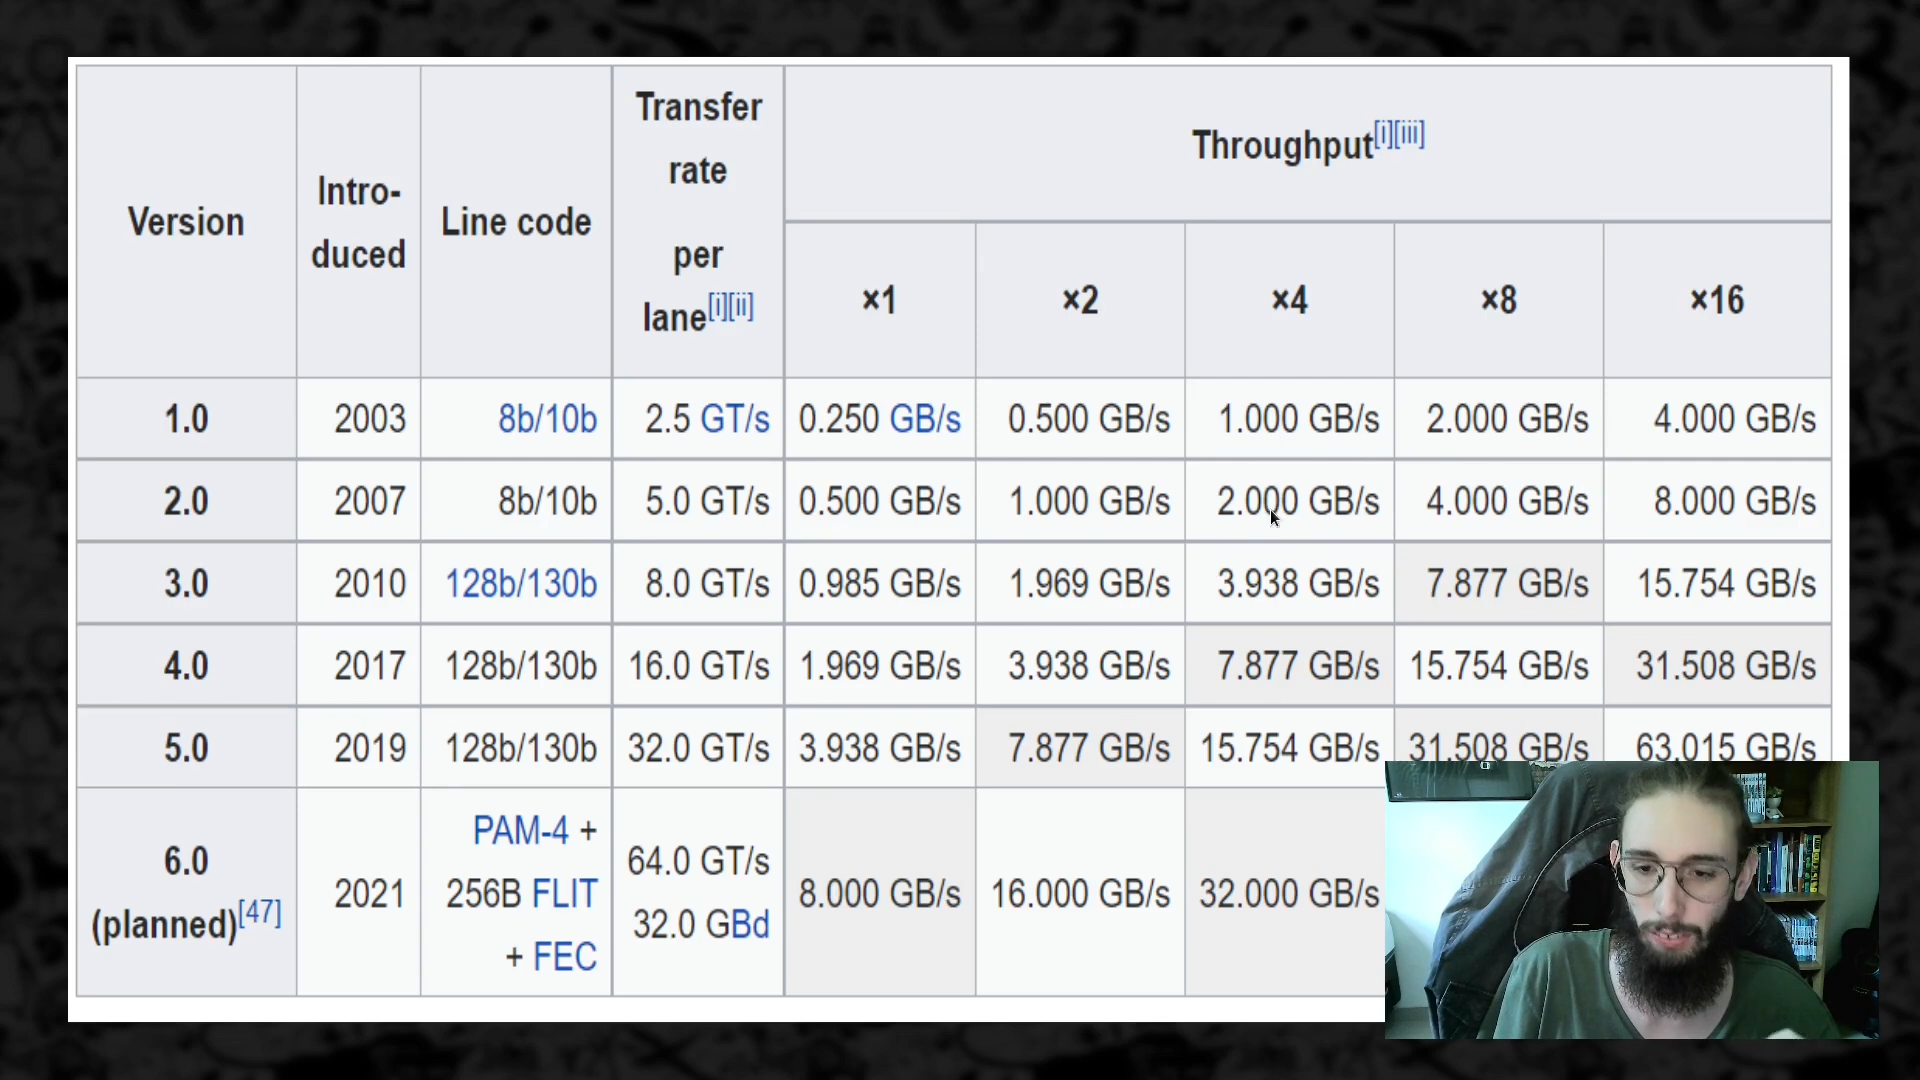 Version
Intro-
duced
Line code
Transfer
rate
per
lane[i][ii]
Throughput[i][iii]
×1 ×2 ×4 ×8 ×16
1.0 2003 8b/10b 2.5 GT/s 0.250 GB/s 0.500 GB/s 1.000 GB/s 2.000 GB/s 4.000 GB/s
2.0 2007 8b/10b 5.0 GT/s 0.500 GB/s 1.000 GB/s 2.000 GB/s 4.000 GB/s 8.000 GB/s
3.0 2010 128b/130b 8.0 GT/s 0.985 GB/s 1.969 GB/s 3.938 GB/s 7.877 GB/s 15.754 GB/s
4.0 2017 128b/130b 16.0 GT/s 1.969 GB/s 3.938 GB/s 7.877 GB/s 15.754 GB/s 31.508 GB/s
5.0 2019 128b/130b 32.0 GT/s 3.938 GB/s 7.877 GB/s 15.754 GB/s 31.508 GB/s 63.015 GB/s
6.0
(planned)[47]
2021
PAM-4 +
256B FLIT
+ FEC
64.0 GT/s
32.0 GBd
8.000 GB/s 16.000 GB/s 32.000 GB/s